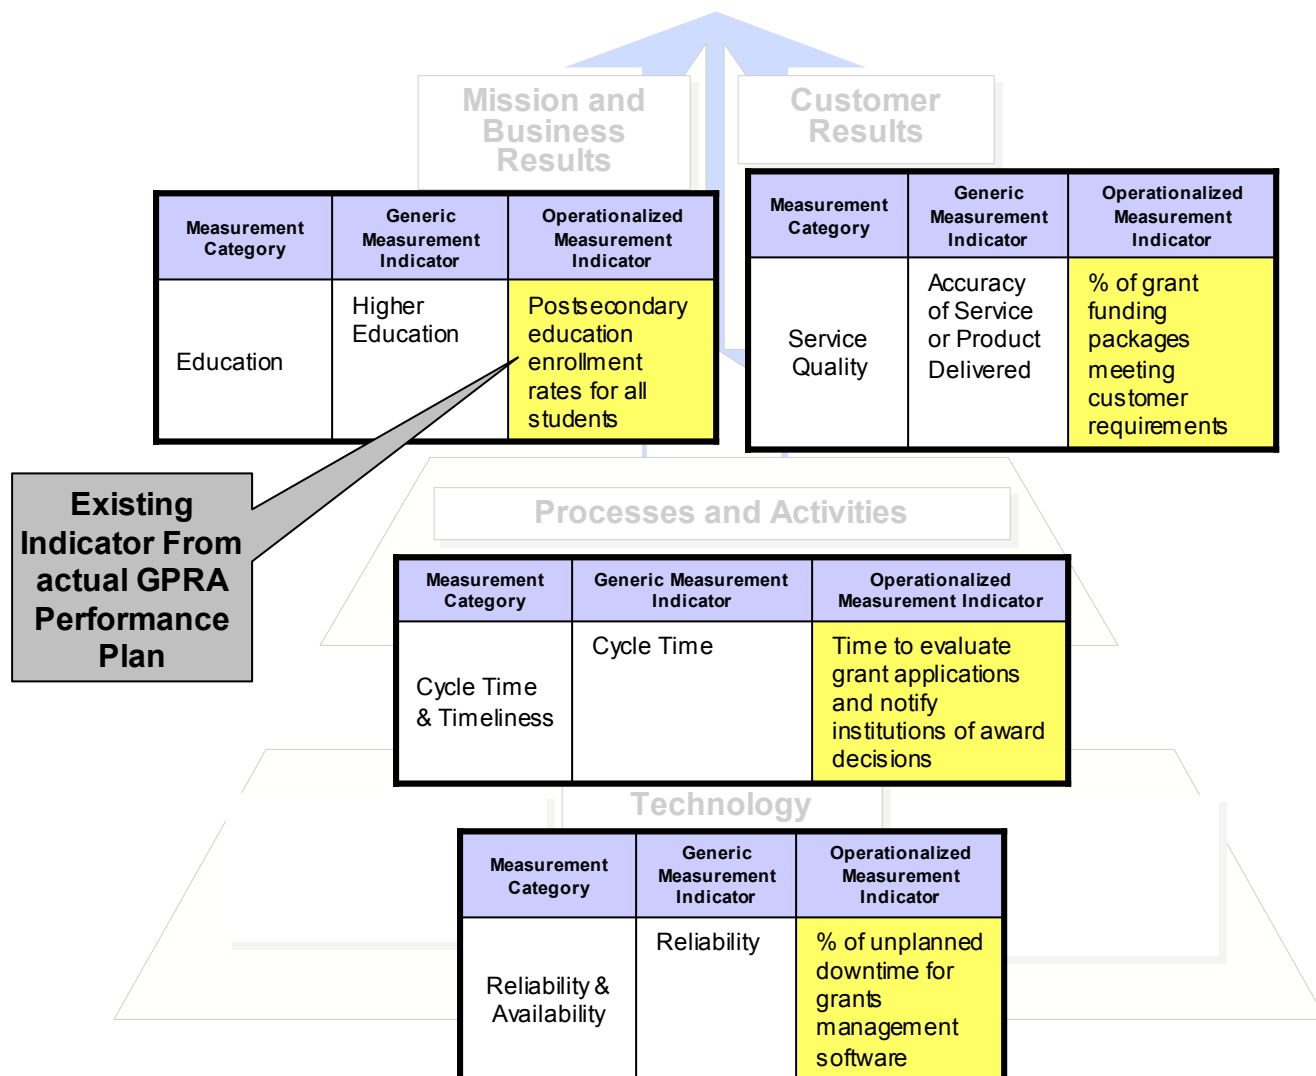 Mission and
Business
Results
Customer
Results
Measurement
Category
Generic
Measurement
Indicator
Operationalized
Measurement
Indicator
Education
Higher
Education
Postsecondary
education
enrollment
rates for all
students
Measurement
Category
Generic
Measurement
Indicator
Operationalized
Measurement
Indicator
Service
Quality
Accuracy
of Service
or Product
Delivered
% of grant
funding
packages
meeting
customer
requirements
Existing
Indicator From
actual GPRA
Performance
Plan
Processes and Activities
Measurement
Category
Generic Measurement
Indicator
Operationalized
Measurement Indicator
Cycle Time
& Timeliness
Cycle Time
Time to evaluate
grant applications
and notify
institutions of award
decisions
Technology
Measurement
Category
Generic
Measurement
Indicator
Operationalized
Measurement
Indicator
Reliability &
Availability
Reliability
% of unplanned
downtime for
grants
management
software